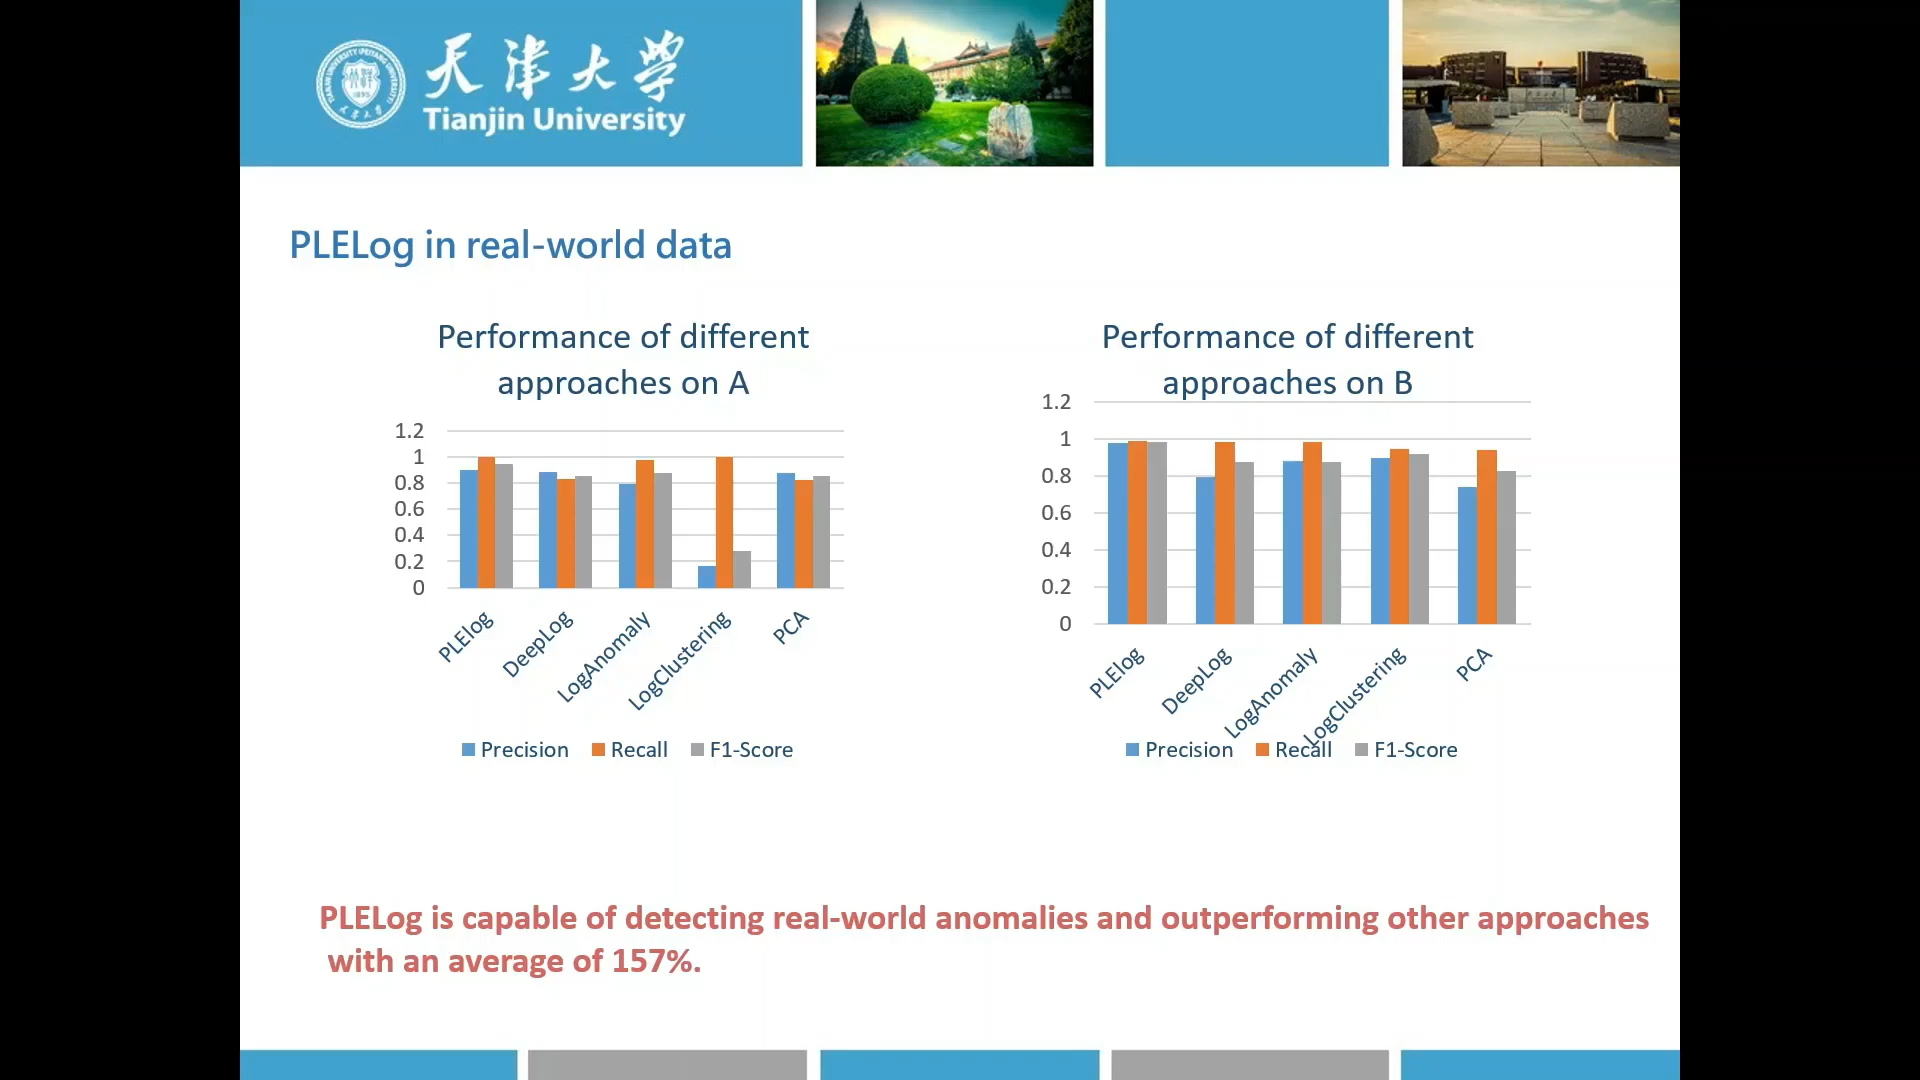 天津大学
Tianjin University
PLELog in real-world data
Performance of different
approaches on A
1.2
1
0.8
0.6
0.4
0.2
0
PLElog
DeepLog
LogAnomaly
LogClustering
PCA
Precision Recall F1-Score
Performance of different
approaches on B
1.2
1
0.8
0.6
0.4
0.2
0
PLElog
DeepLog
LogAnomaly
LogClustering
PCA
Precision Recall F1-Score
PLELog is capable of detecting real-world anomalies and outperforming other approaches
with an average of 157%.